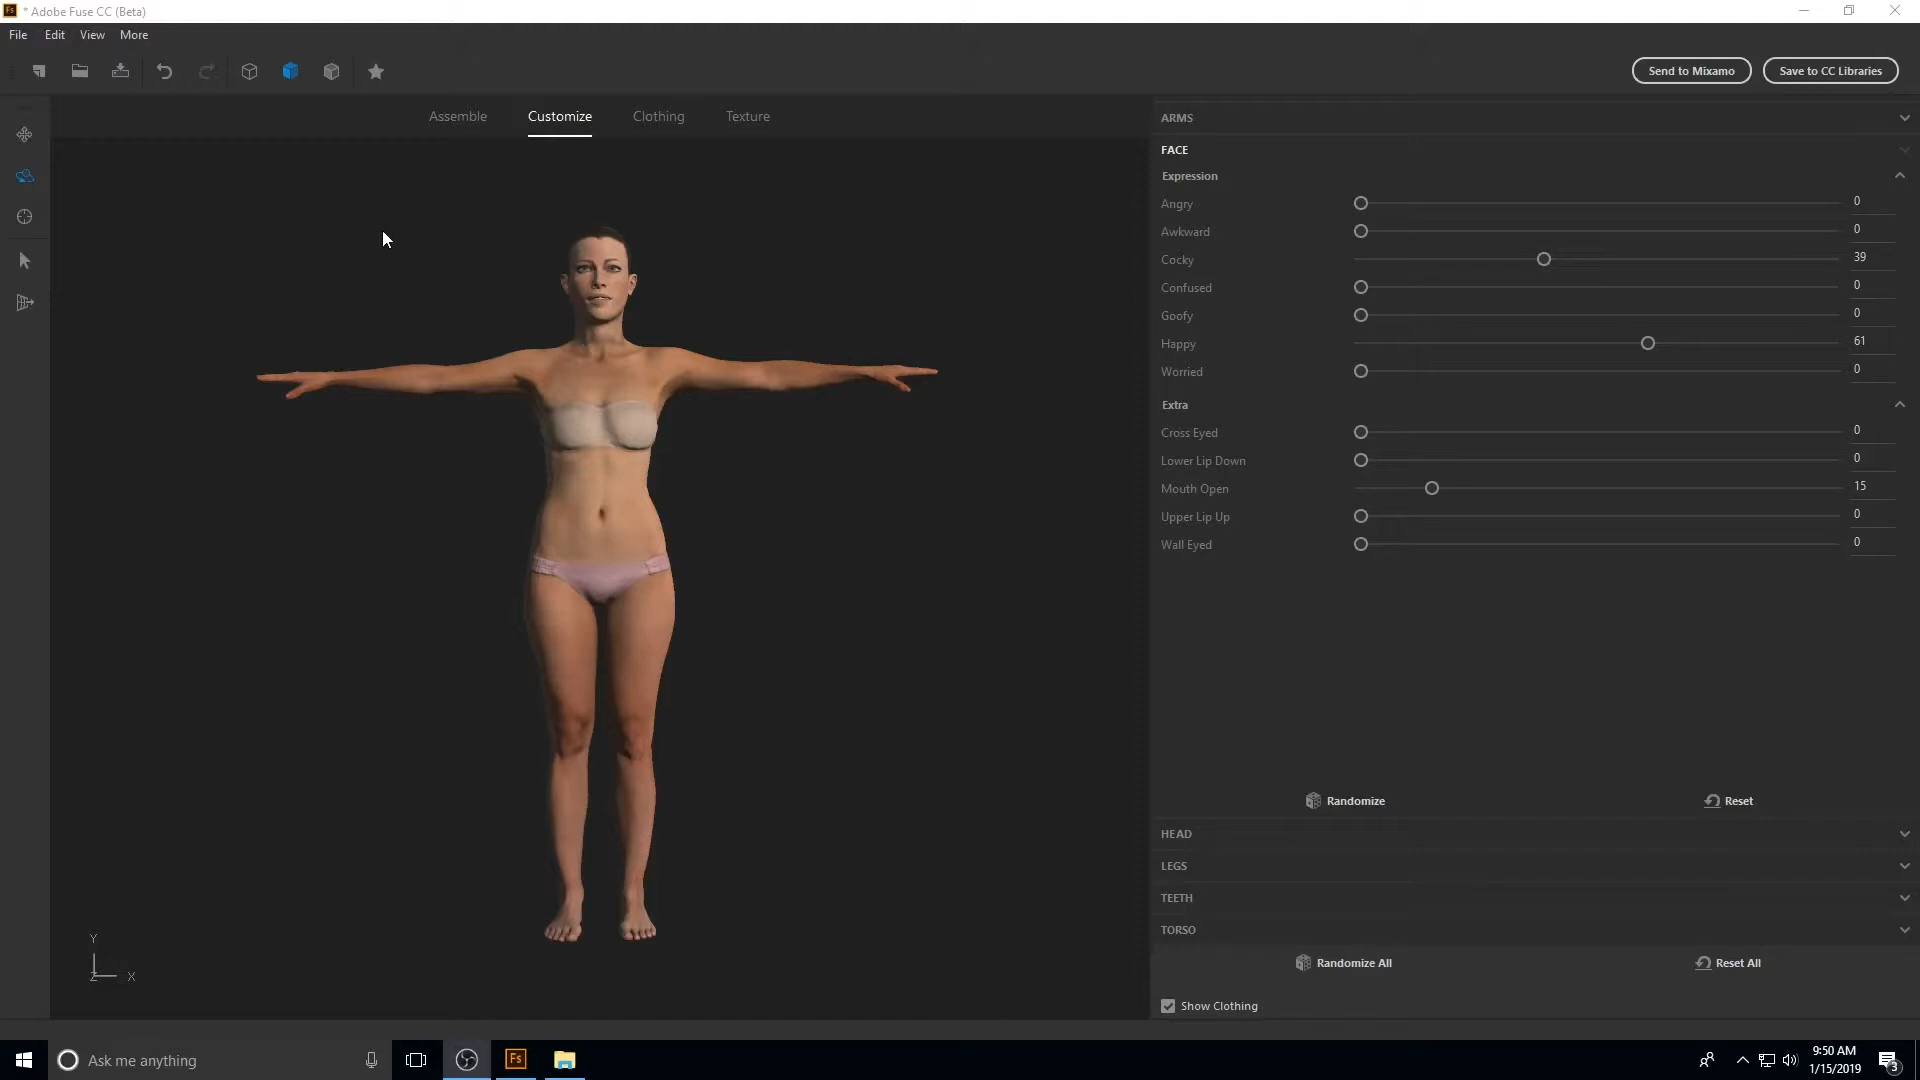 Fs * Adobe Fuse CC (Beta)
File Edit View More
Send to Mixamo Save to CC Libraries
Assemble Customize Clothing Texture
ARMS
FACE
Expression
Angry 0
Awkward 0
Cocky 39
Confused 0
Goofy 0
Happy 61
Worried 0
Extra
Cross Eyed 0
Lower Lip Down 0
Mouth Open 15
Upper Lip Up 0
Wall Eyed 0
Randomize Reset
HEAD
LEGS
TEETH
TORSO
Y
Z X
Randomize All Reset All
Show Clothing
Ask me anything Fs 9:50 AM
1/15/2019 3